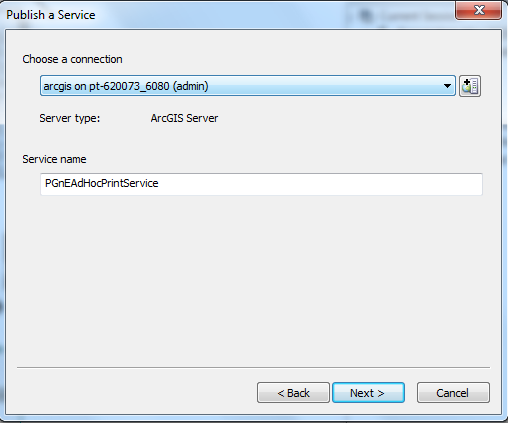 Publish a Service
Choose a connection
arcgis on pt-620073_6080 (admin)
Server type: ArcGIS Server
Service name
PGnEAdHocPrintService
< Back Next > Cancel